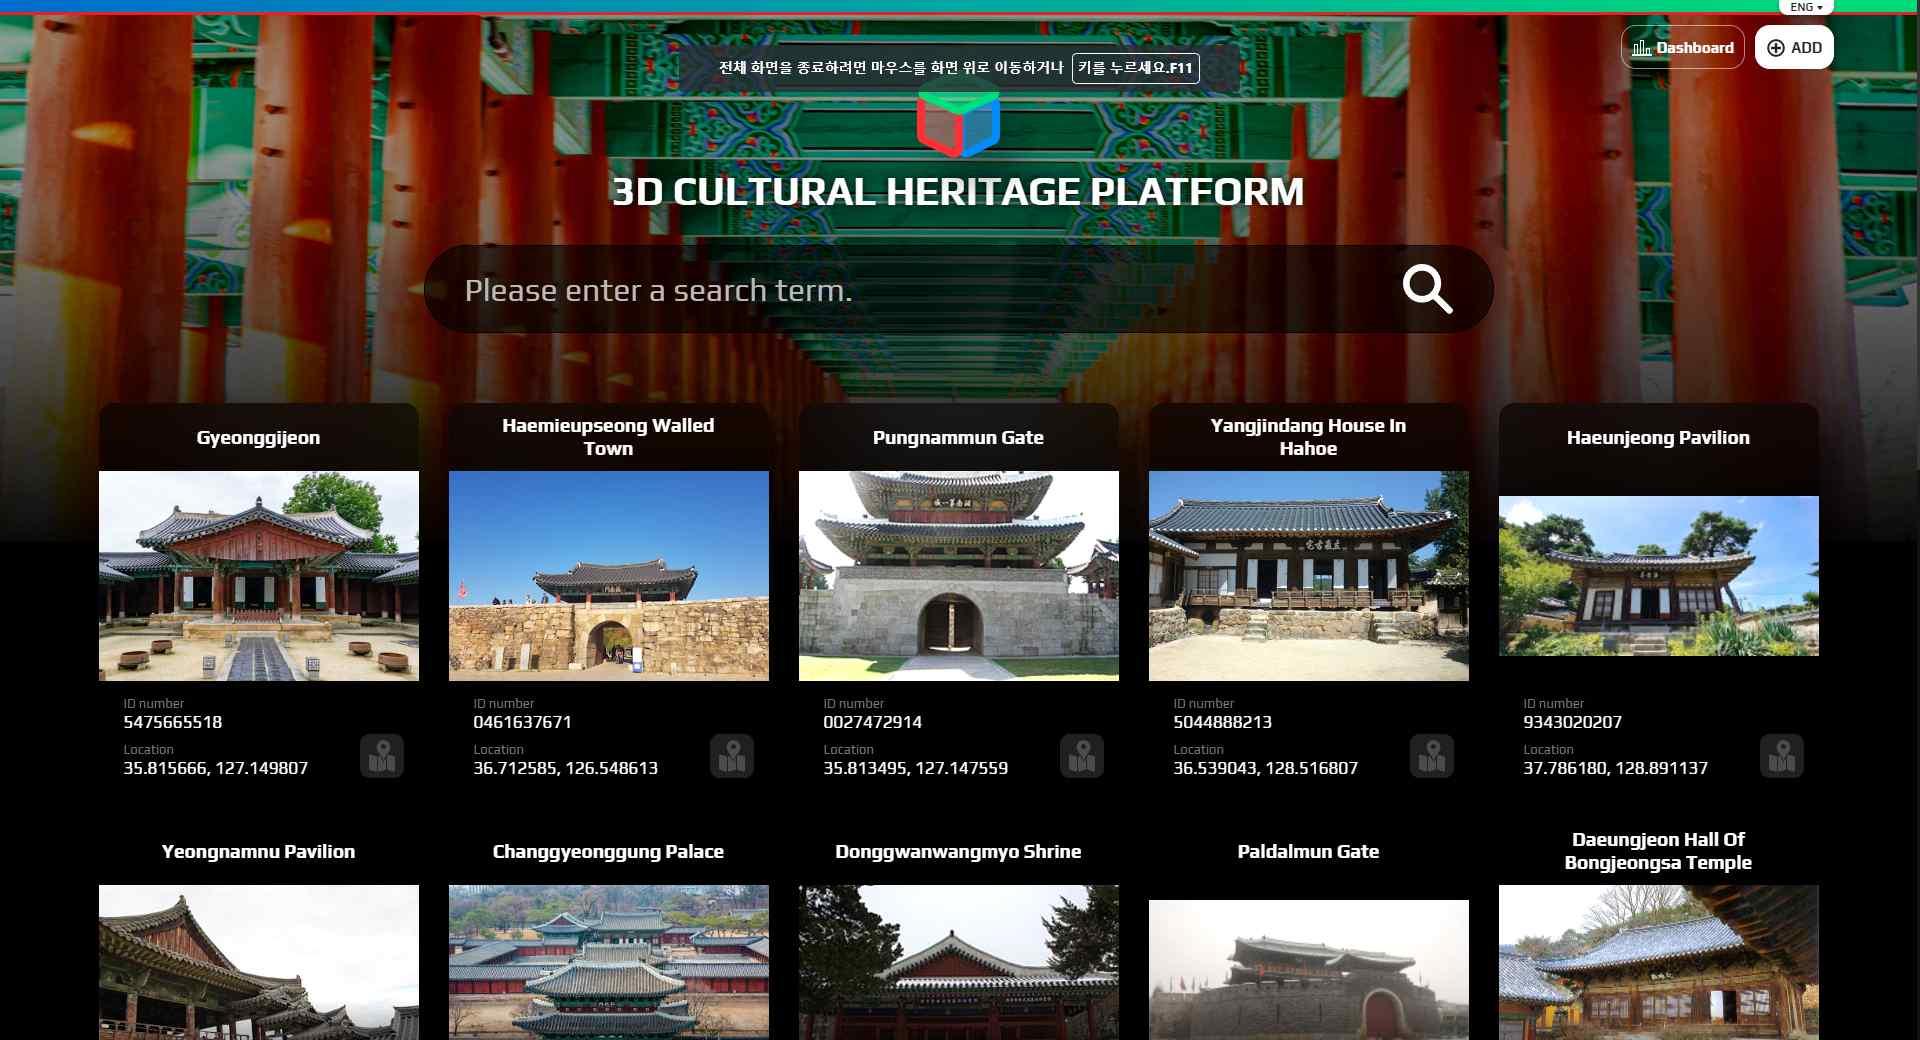 ENG
Dashboard
ADD
전체 화면을 종료하려면 마우스를 화면 위로 이동하거나 키를 누르세요.F11
3D CULTURAL HERITAGE PLATFORM
Please enter a search term.
Gyeonggijeon
ID number
5475665518
Location
35.815666, 127.149807
Haemieupseong Walled
Town
ID number
0461637671
Location
36.712585, 126.548613
Pungnammun Gate
ID number
0027472914
Location
35.813495, 127.147559
Yangjindang House In
Hahoe
ID number
5044888213
Location
36.539043, 128.516807
Haeunjeong Pavilion
ID number
9343020207
Location
37.786180, 128.891137
Yeongnamnu Pavilion
Changgyeonggung Palace
Donggwanwangmyo Shrine
Paldalmun Gate
Daeungjeon Hall Of
Bongjeongsa Temple